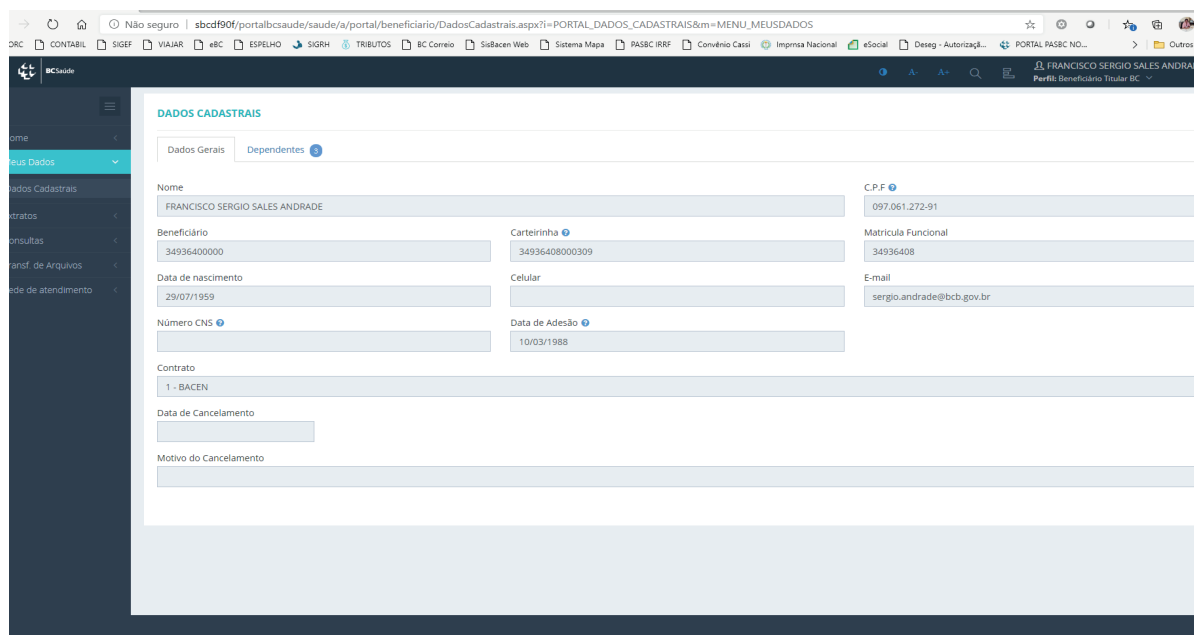 Não seguro | sbcdf90f/portalbcsaude/saude/a/portal/beneficiario/DadosCadastrais.aspx?i=PORTAL_DADOS_CADASTRAIS&m=MENU_MEUSDADOS
ORC CONTABIL SIGEF VIAJAR eBC ESPELHO SIGRH TRIBUTOS BC Correio SisBacen Web Sistema Mapa PASBC IRRF Convênio Cassi Imprnsa Nacional eSocial Deseg - Autorizaçã... PORTAL PASBC NO... Outros
BCSaúde A- A+ FRANCISCO SERGIO SALES ANDRA
Perfil: Beneficiário Titular BC
ome
eus Dados
ados Cadastrais
xtratos
onsultas
ransf. de Arquivos
ede de atendimento
DADOS CADASTRAIS
Dados Gerais Dependentes 3
Nome C.P.F
FRANCISCO SERGIO SALES ANDRADE 097.061.272-91
Beneficiário Carteirinha Matricula Funcional
34936400000 34936408000309 34936408
Data de nascimento Celular E-mail
29/07/1959 sergio.andrade@bcb.gov.br
Número CNS Data de Adesão
10/03/1988
Contrato
1 - BACEN
Data de Cancelamento
Motivo do Cancelamento